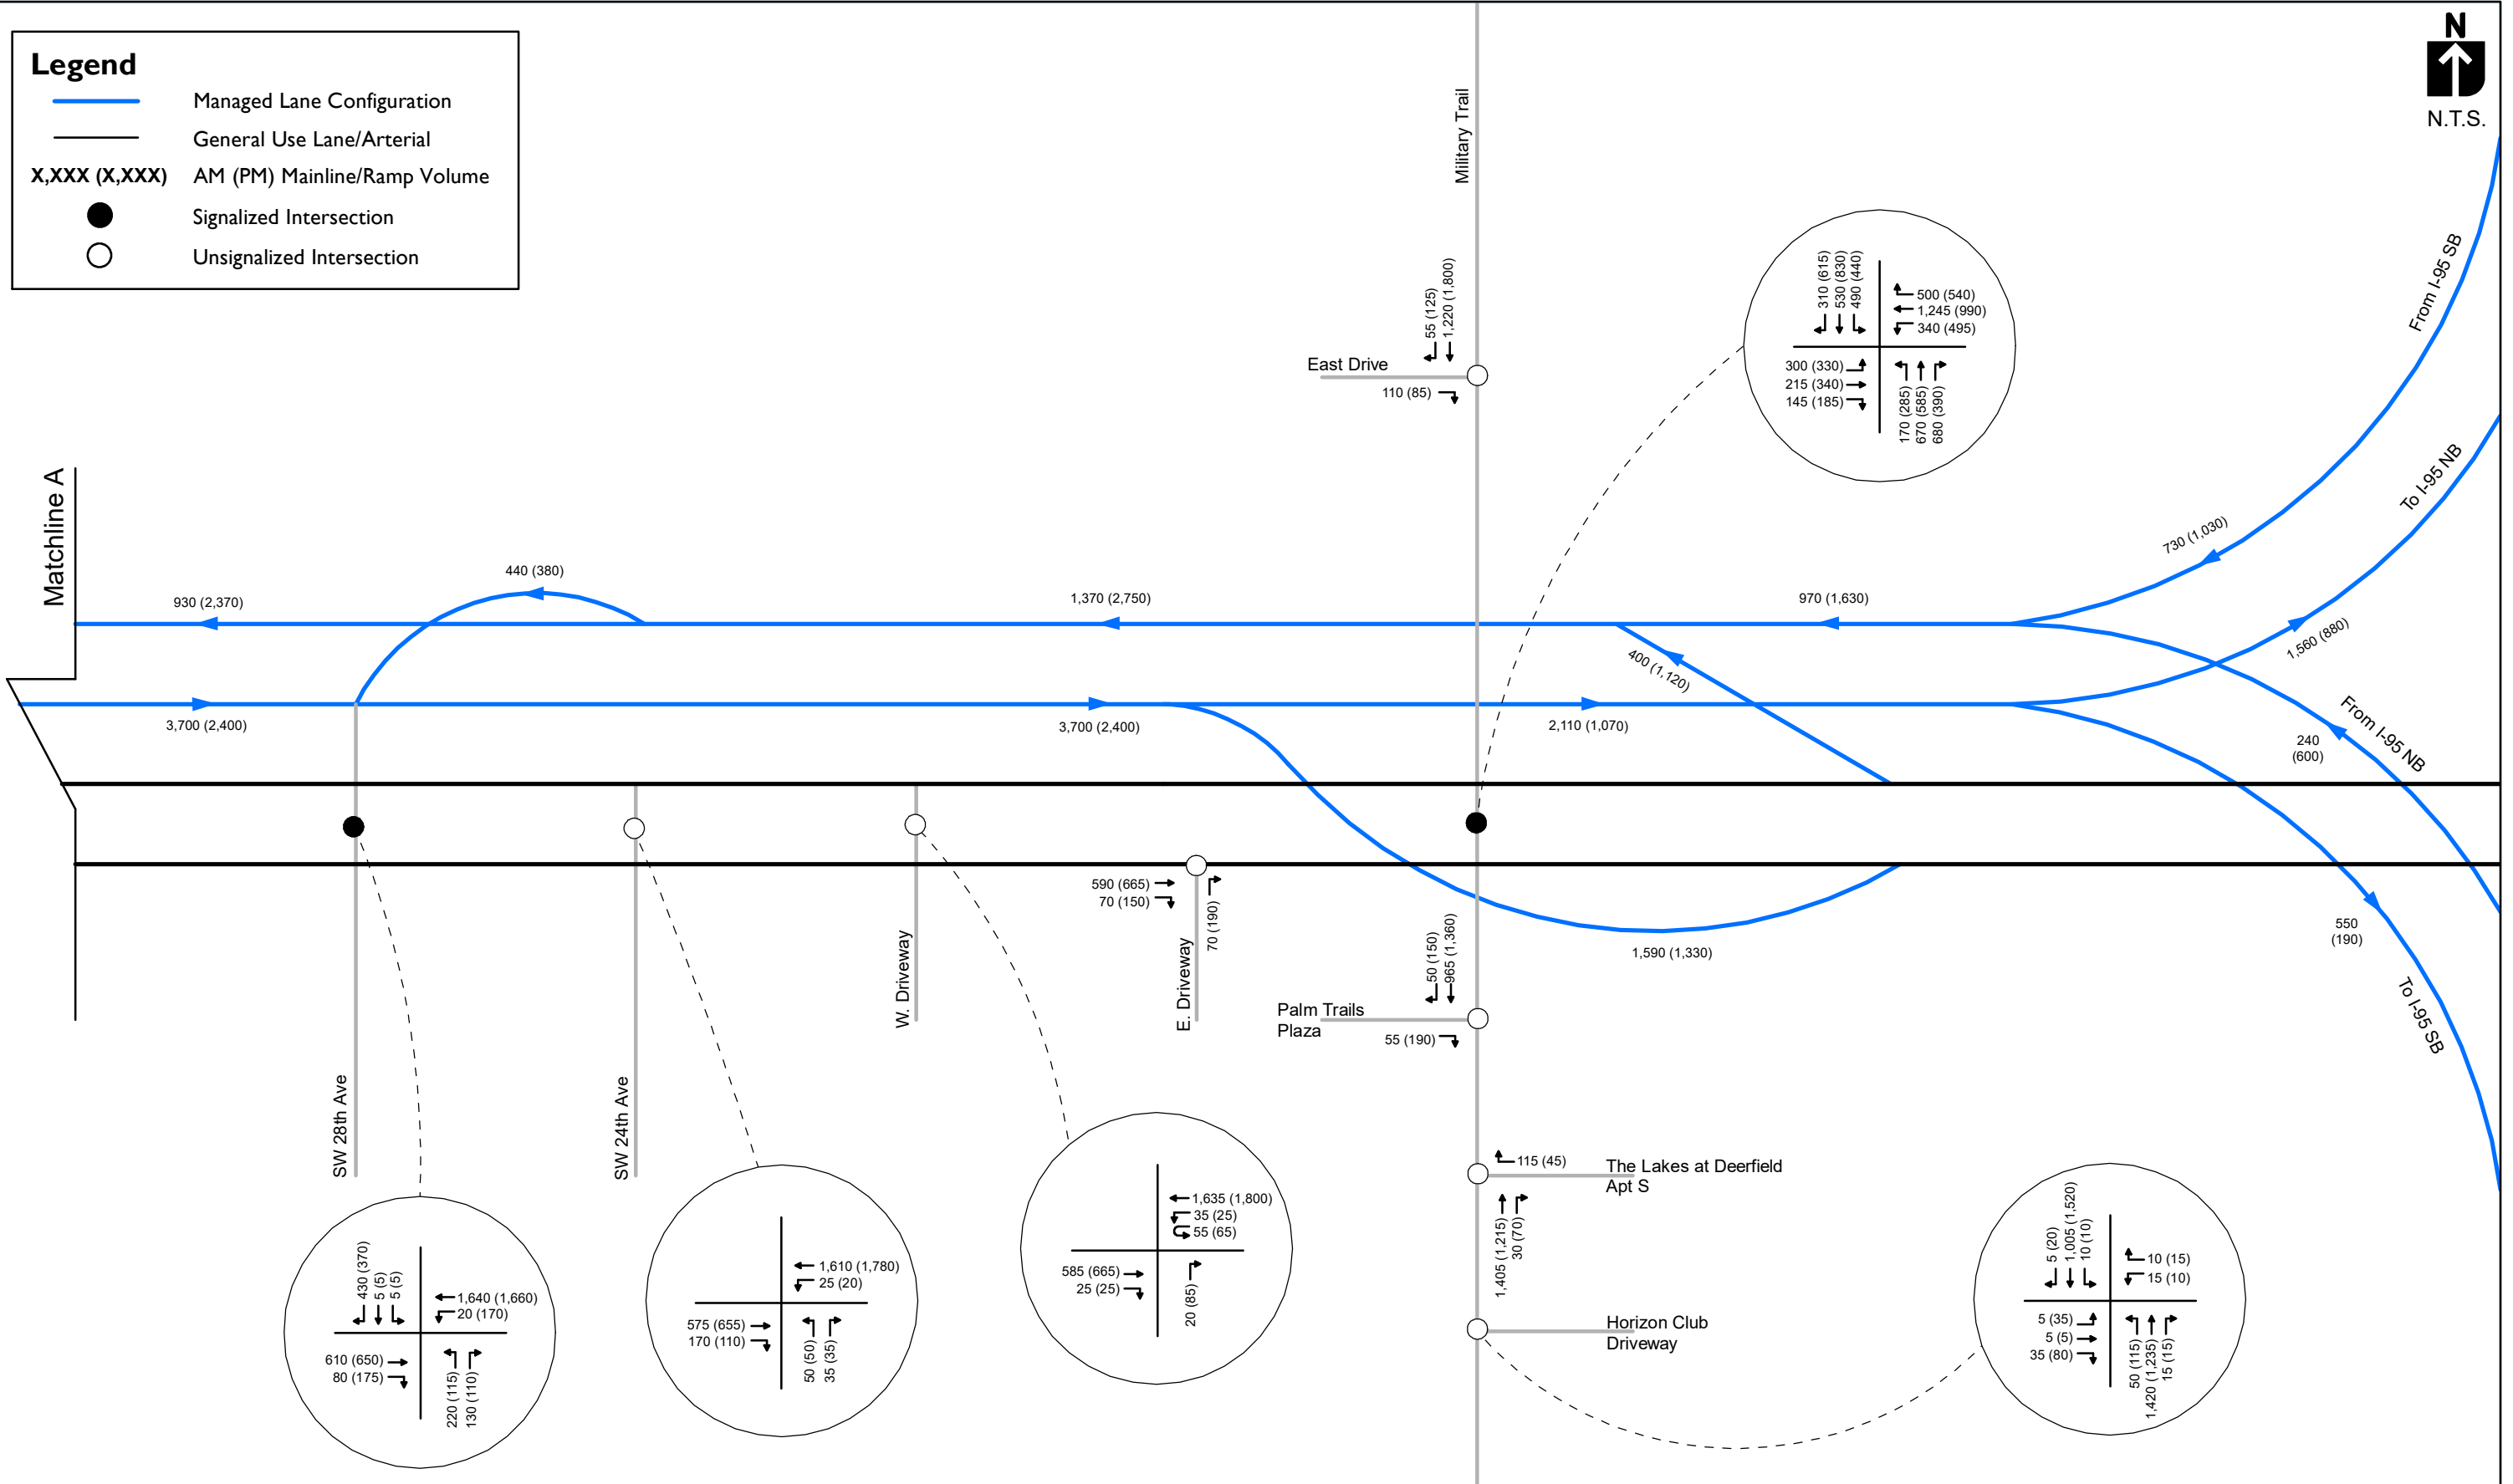 Legend
Managed Lane Configuration
General Use Lane/Arterial
X,XXX (X,XXX) AM (PM) Mainline/Ramp Volume
Signalized Intersection
Unsignalized Intersection
N
N.T.S.
Military Trail
From I-95 SB
To I-95 NB
From I-95 NB
To I-95 SB
55 (125)
1,220 (1,800)
East Drive
110 (85)
310 (615)
530 (830)
490 (440)
500 (540)
1,245 (990)
340 (495)
300 (330)
215 (340)
145 (185)
170 (285)
670 (585)
680 (390)
Matchline A
930 (2,370)
440 (380)
1,370 (2,750)
970 (1,630)
730 (1,030)
1,560 (880)
400 (1,120)
3,700 (2,400)
3,700 (2,400)
2,110 (1,070)
240
(600)
550
(190)
1,590 (1,330)
590 (665)
70 (150)
70 (190)
E. Driveway
W. Driveway
SW 24th Ave
SW 28th Ave
50 (150)
965 (1,360)
Palm Trails
Plaza
55 (190)
115 (45)
The Lakes at Deerfield
Apt S
1,405 (1,215)
30 (70)
Horizon Club
Driveway
430 (370)
5 (5)
5 (5)
1,640 (1,660)
20 (170)
610 (650)
80 (175)
220 (115)
130 (110)
1,610 (1,780)
25 (20)
575 (655)
170 (110)
50 (50)
35 (35)
1,635 (1,800)
35 (25)
55 (65)
585 (665)
25 (25)
20 (85)
5 (20)
1,005 (1,520)
10 (10)
10 (15)
15 (10)
5 (35)
5 (5)
35 (80)
50 (115)
1,420 (1,235)
15 (15)